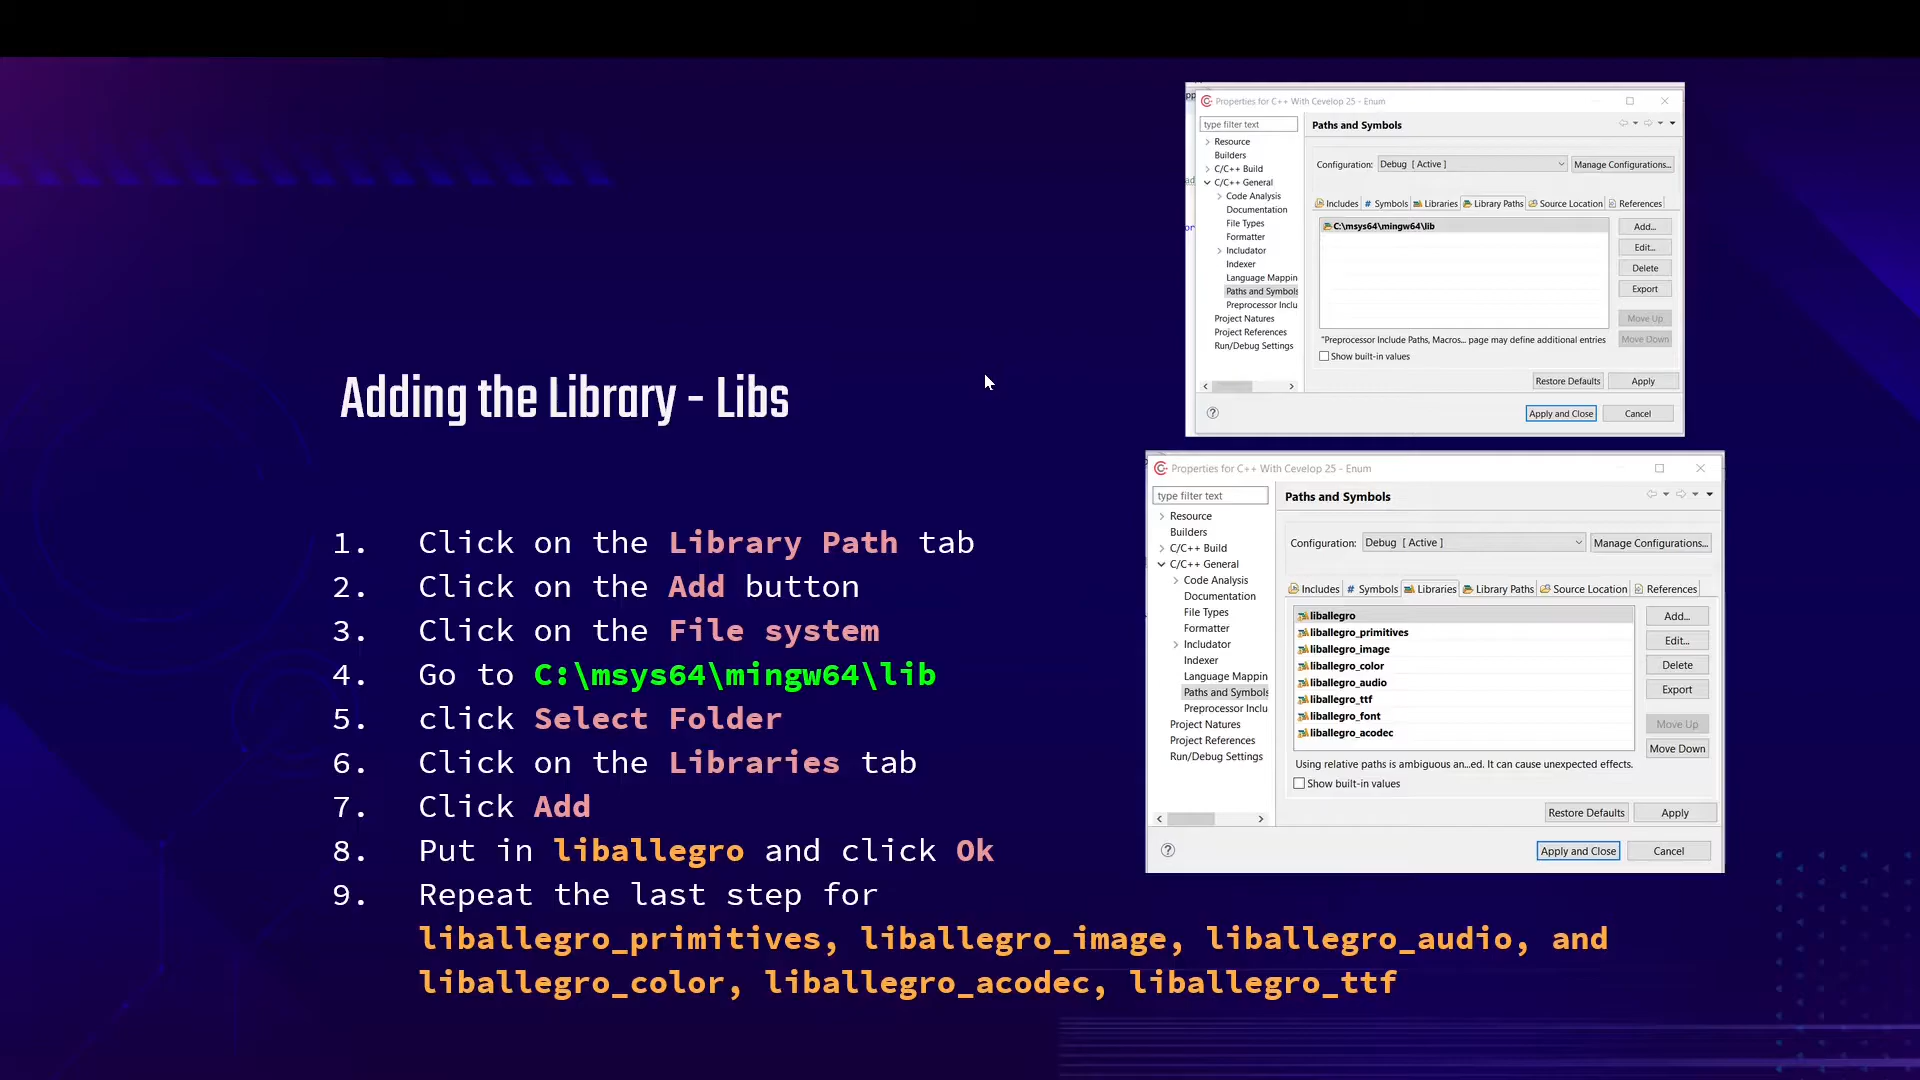 Adding the Library - Libs
1. Click on the Library Path tab
2. Click on the Add button
3. Click on the File system
4. Go to C:\msys64\mingw64\lib
5. click Select Folder
6. Click on the Libraries tab
7. Click Add
8. Put in liballegro and click Ok
9. Repeat the last step for
liballegro_primitives, liballegro_image, liballegro_audio, and
liballegro_color, liballegro_acodec, liballegro_ttf
Properties for C++ With Cevelop 25 - Enum
type filter text
Paths and Symbols
Resource
Builders
C/C++ Build
C/C++ General
Code Analysis
Documentation
File Types
Formatter
Includator
Indexer
Language Mappin
Paths and Symbols
Preprocessor Inclu
Project Natures
Project References
Run/Debug Settings
Configuration: Debug [ Active ] Manage Configurations...
Includes # Symbols Libraries Library Paths Source Location References
C:\msys64\mingw64\lib
Add...
Edit...
Delete
Export
Move Up
Move Down
"Preprocessor Include Paths, Macros... page may define additional entries
Show built-in values
Restore Defaults Apply
Apply and Close Cancel
Properties for C++ With Cevelop 25 - Enum
type filter text
Paths and Symbols
Resource
Builders
C/C++ Build
C/C++ General
Code Analysis
Documentation
File Types
Formatter
Includator
Indexer
Language Mappin
Paths and Symbols
Preprocessor Inclu
Project Natures
Project References
Run/Debug Settings
Configuration: Debug [ Active ] Manage Configurations...
Includes # Symbols Libraries Library Paths Source Location References
liballegro
liballegro_primitives
liballegro_image
liballegro_color
liballegro_audio
liballegro_ttf
liballegro_font
liballegro_acodec
Add...
Edit...
Delete
Export
Move Up
Move Down
Using relative paths is ambiguous an...ed. It can cause unexpected effects.
Show built-in values
Restore Defaults Apply
Apply and Close Cancel